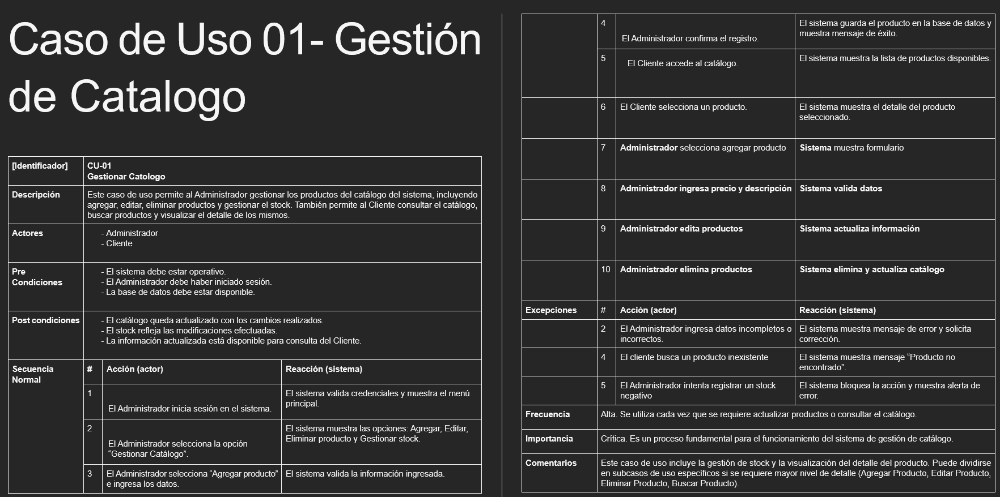 Caso de Uso 01- Gestión
de Catalogo
[Identificador]
CU-01
Gestionar Catologo
Descripción
Este caso de uso permite al Administrador gestionar los productos del catálogo del sistema, incluyendo
agregar, editar, eliminar productos y gestionar el stock. También permite al Cliente consultar el catálogo,
buscar productos y visualizar el detalle de los mismos.
Actores
- Administrador
- Cliente
Pre
Condiciones
- El sistema debe estar operativo.
- El Administrador debe haber iniciado sesión.
- La base de datos debe estar disponible.
Post condiciones
- El catálogo queda actualizado con los cambios realizados.
- El stock refleja las modificaciones efectuadas.
- La información actualizada está disponible para consulta del Cliente.
Secuencia
Normal
#
Acción (actor)
Reacción (sistema)
1
El Administrador inicia sesión en el sistema.
El sistema valida credenciales y muestra el menú
principal.
2
El Administrador selecciona la opción
“Gestionar Catálogo”.
El sistema muestra las opciones: Agregar, Editar,
Eliminar producto y Gestionar stock.
3
El Administrador selecciona “Agregar producto”
e ingresa los datos.
El sistema valida la información ingresada.
4
El Administrador confirma el registro.
El sistema guarda el producto en la base de datos y
muestra mensaje de éxito.
5
El Cliente accede al catálogo.
El sistema muestra la lista de productos disponibles.
6
El Cliente selecciona un producto.
El sistema muestra el detalle del producto
seleccionado.
7
Administrador selecciona agregar producto
Sistema muestra formulario
8
Administrador ingresa precio y descripción
Sistema valida datos
9
Administrador edita productos
Sistema actualiza información
10
Administrador elimina productos
Sistema elimina y actualiza catálogo
Excepciones
#
Acción (actor)
Reacción (sistema)
2
El Administrador ingresa datos incompletos o
incorrectos.
El sistema muestra mensaje de error y solicita
corrección.
4
El cliente busca un producto inexistente
El sistema muestra mensaje “Producto no
encontrado”.
5
El Administrador intenta registrar un stock
negativo
El sistema bloquea la acción y muestra alerta de
error.
Frecuencia
Alta. Se utiliza cada vez que se requiere actualizar productos o consultar el catálogo.
Importancia
Crítica. Es un proceso fundamental para el funcionamiento del sistema de gestión de catálogo.
Comentarios
Este caso de uso incluye la gestión de stock y la visualización del detalle del producto. Puede dividirse
en subcasos de uso específicos si se requiere mayor nivel de detalle (Agregar Producto, Editar Producto,
Eliminar Producto, Buscar Producto).